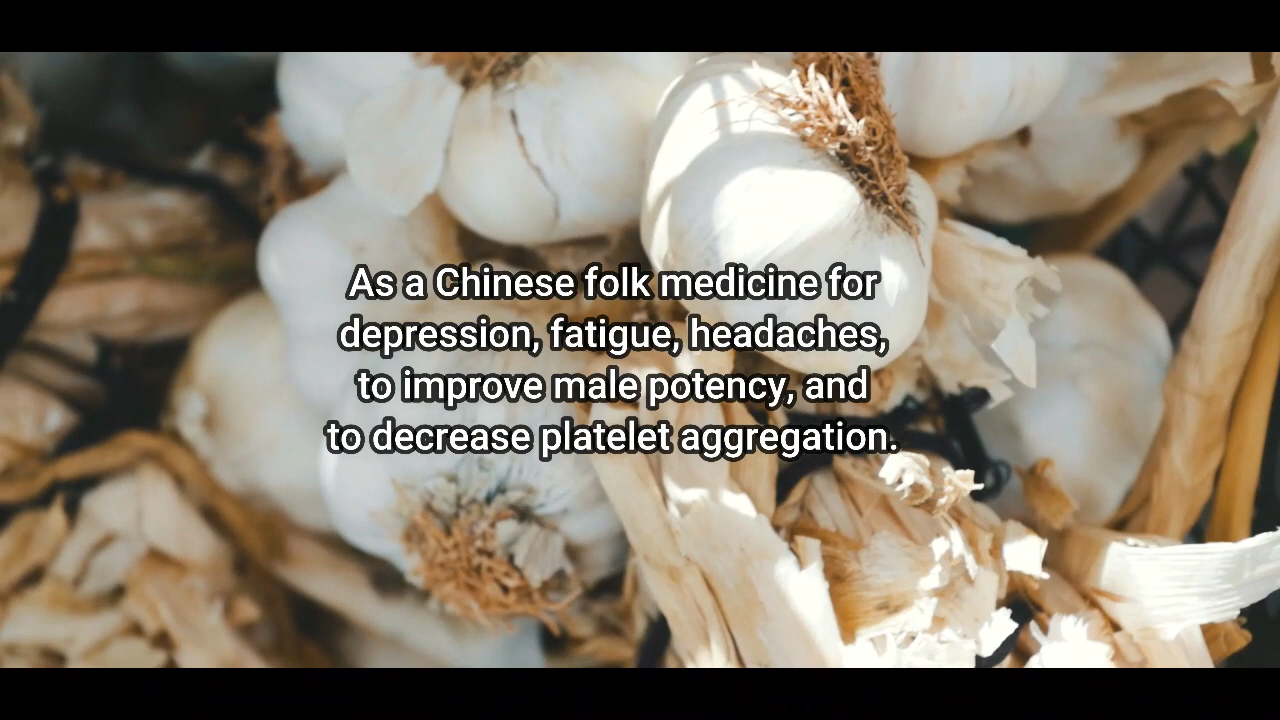 As a Chinese folk medicine for
depression, fatigue, headaches,
to improve male potency, and
to decrease platelet aggregation.